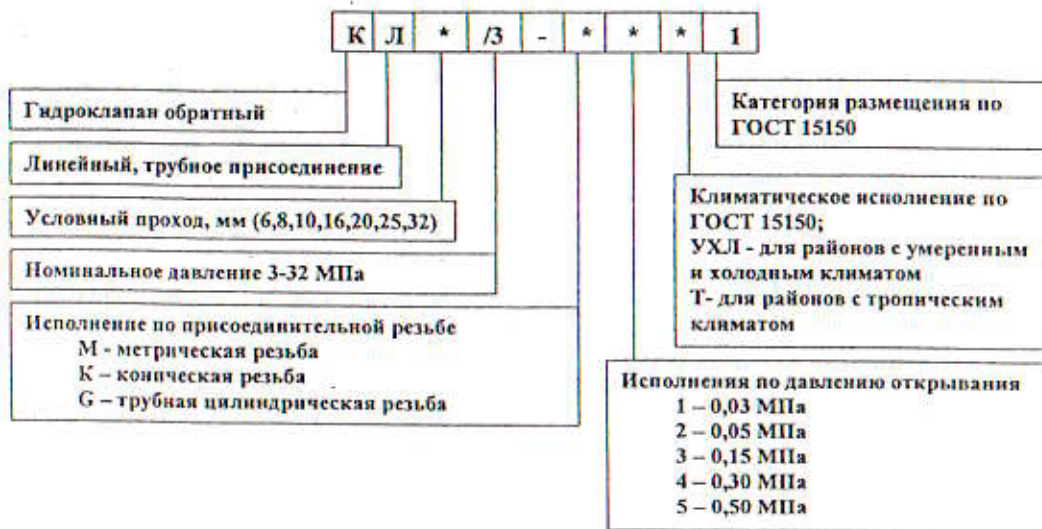 К Л * /3 - * * * 1
Гидроклапан обратный
Линейный, трубное присоединение
Условный проход, мм (6,8,10,16,20,25,32)
Номинальное давление 3-32 МПа
Исполнение по присоединительной резьбе
М - метрическая резьба
К – коническая резьба
G – трубная цилиндрическая резьба
Категория размещения по
ГОСТ 15150
Климатическое исполнение по
ГОСТ 15150;
УХЛ - для районов с умеренным
и холодным климатом
Т- для районов с тропическим
климатом
Исполнения по давлению открывания
1 – 0,03 МПа
2 – 0,05 МПа
3 – 0,15 МПа
4 – 0,30 МПа
5 – 0,50 МПа